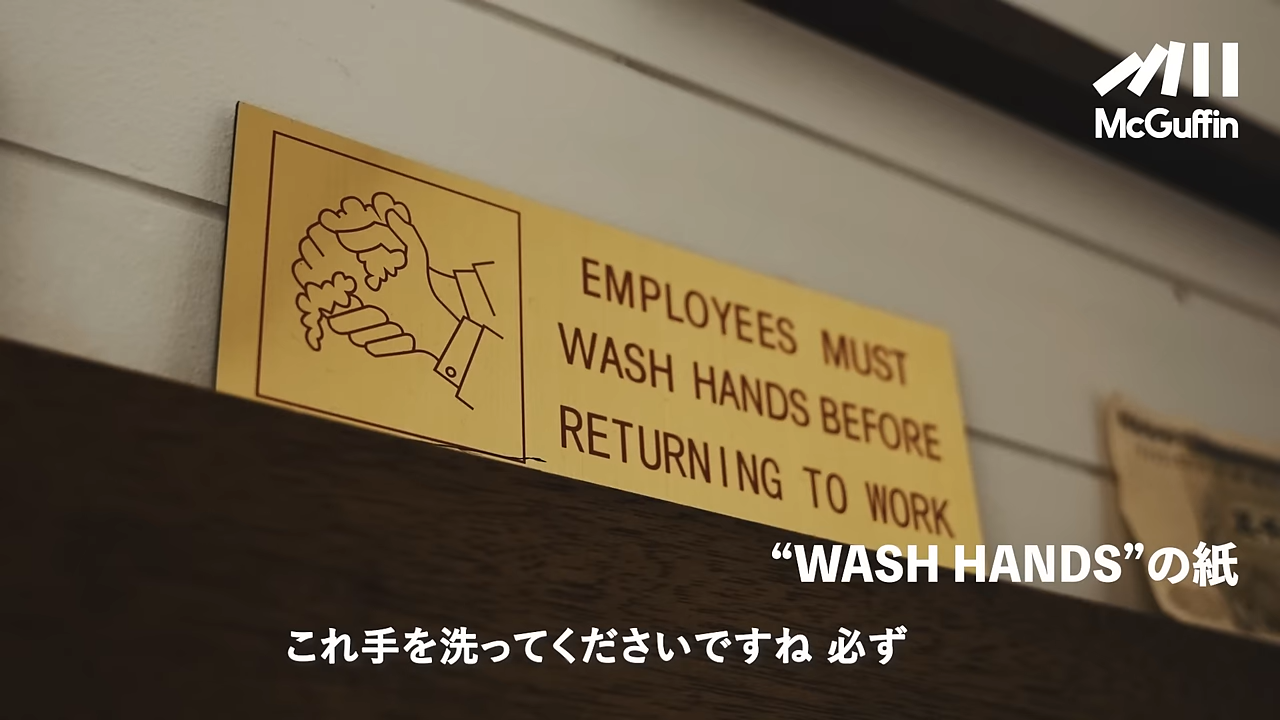 McGuffin
EMPLOYEES MUST
WASH HANDS BEFORE
RETURNING TO WORK
“WASH HANDS”の紙
これ手を洗ってくださいですね 必ず